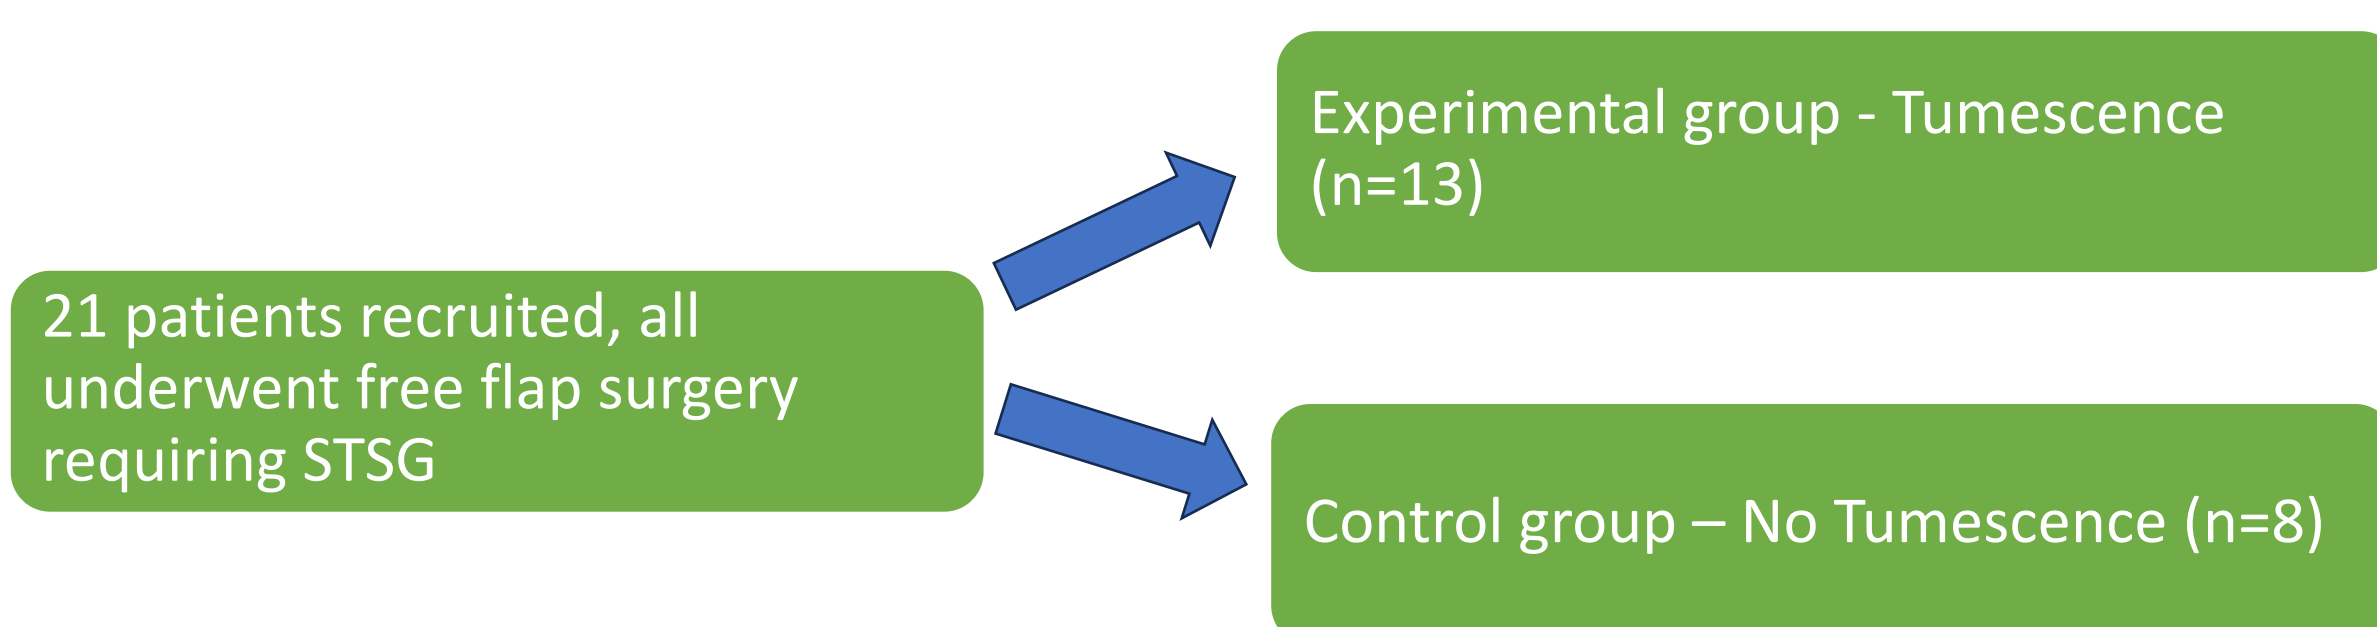 Experimental group - Tumescence
(n=13)
21 patients recruited, all
underwent free flap surgery
requiring STSG
Control group – No Tumescence (n=8)